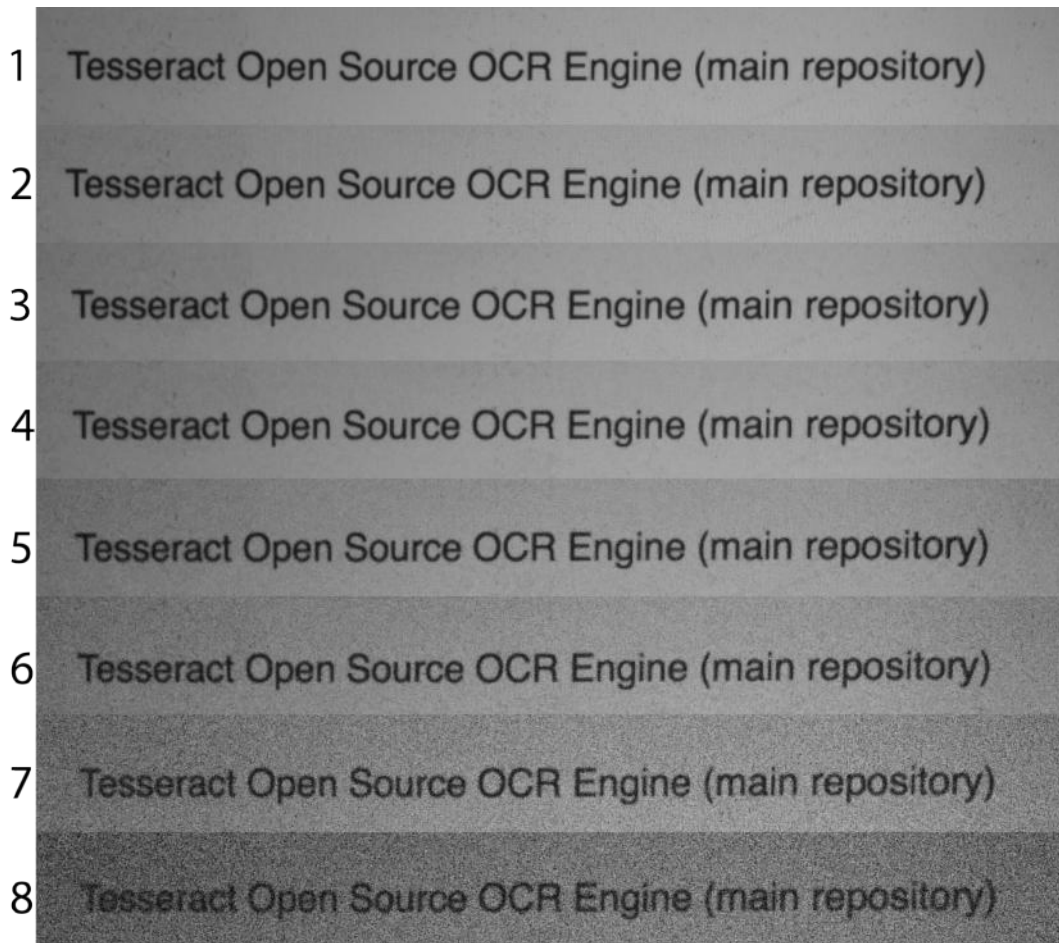 1 Tesseract Open Source OCR Engine (main repository)
2 Tesseract Open Source OCR Engine (main repository)
3 Tesseract Open Source OCR Engine (main repository)
4 Tesseract Open Source OCR Engine (main repository)
5 Tesseract Open Source OCR Engine (main repository)
6 Tesseract Open Source OCR Engine (main repository)
7 Tesseract Open Source OCR Engine (main repository)
8 Tesseract Open Source OCR Engine (main repository)